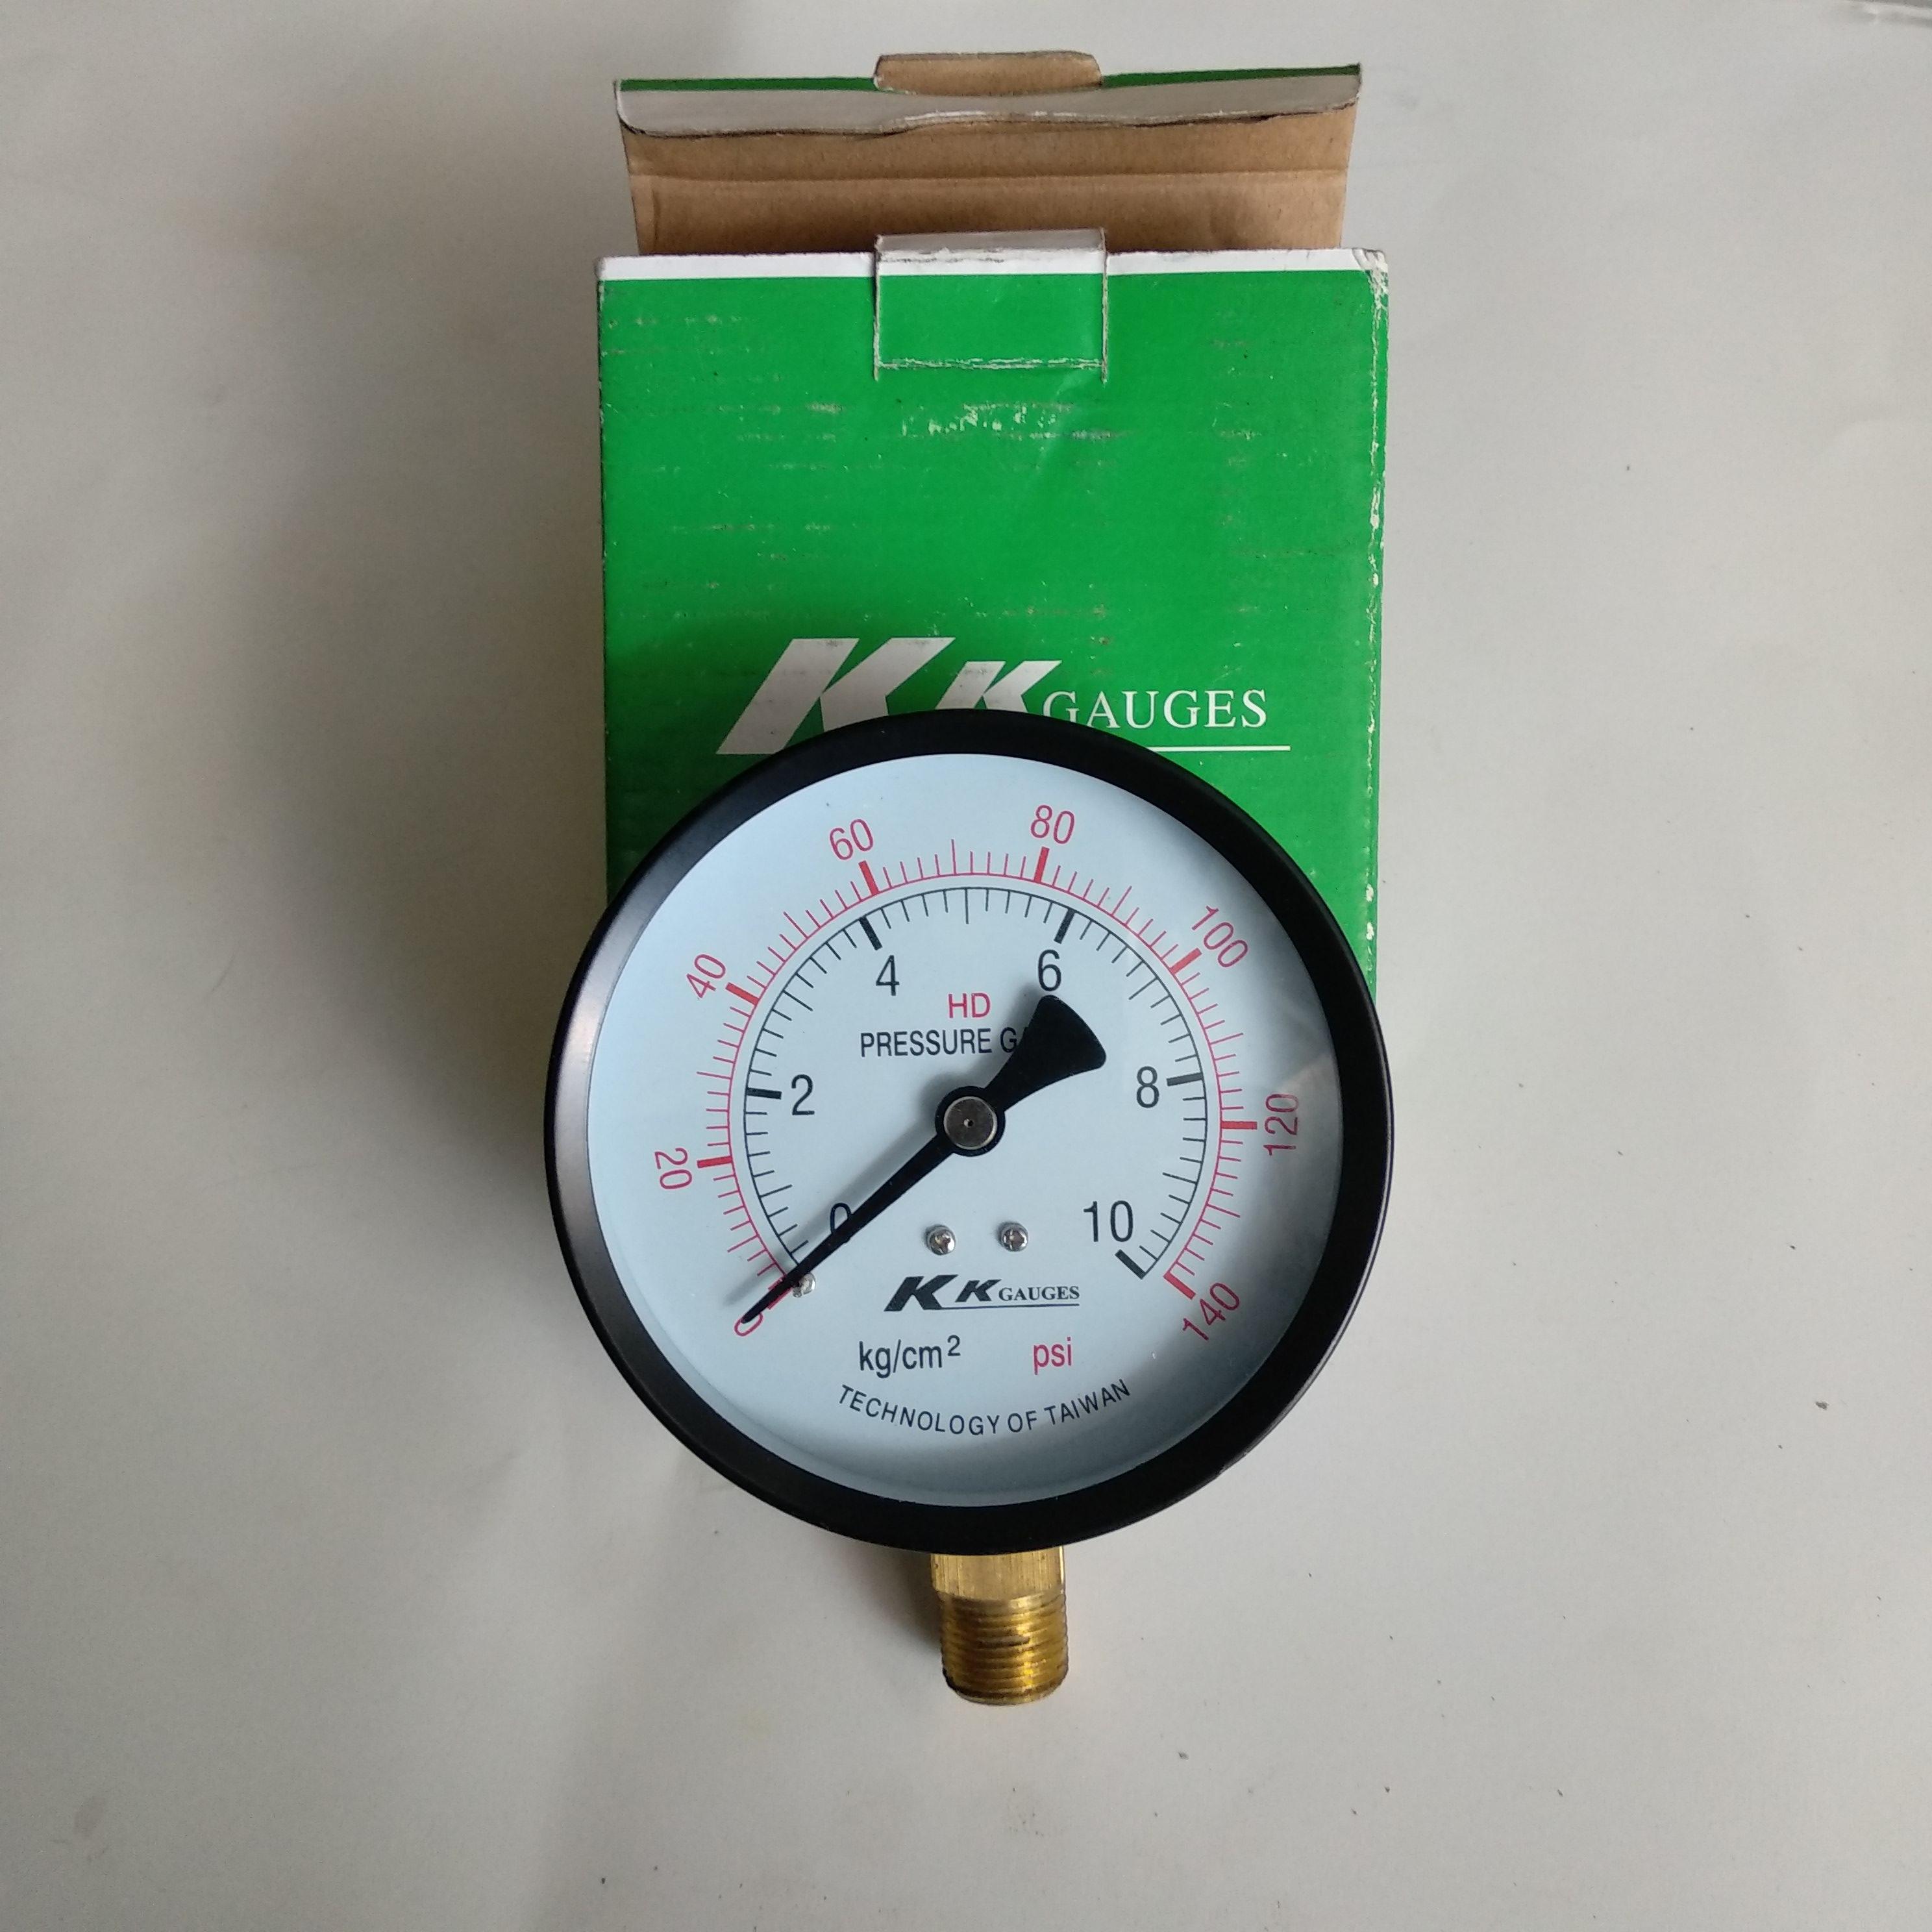 KK GAUGES
60
80
40
100
4
6
HD
PRESSURE
2
8
20
120
0
10
0
140
KK GAUGES
kg/cm²
psi
TECHNOLOGY OF TAIWAN